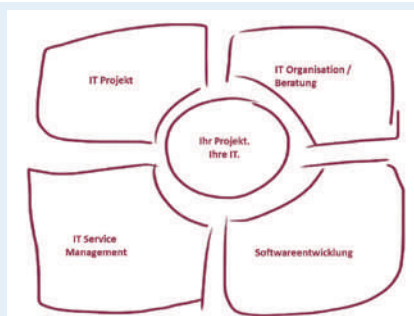 IT Projekt
IT Organisation /
Beratung
Ihr Projekt.
Ihre IT.
IT Service
Management
Softwareentwicklung